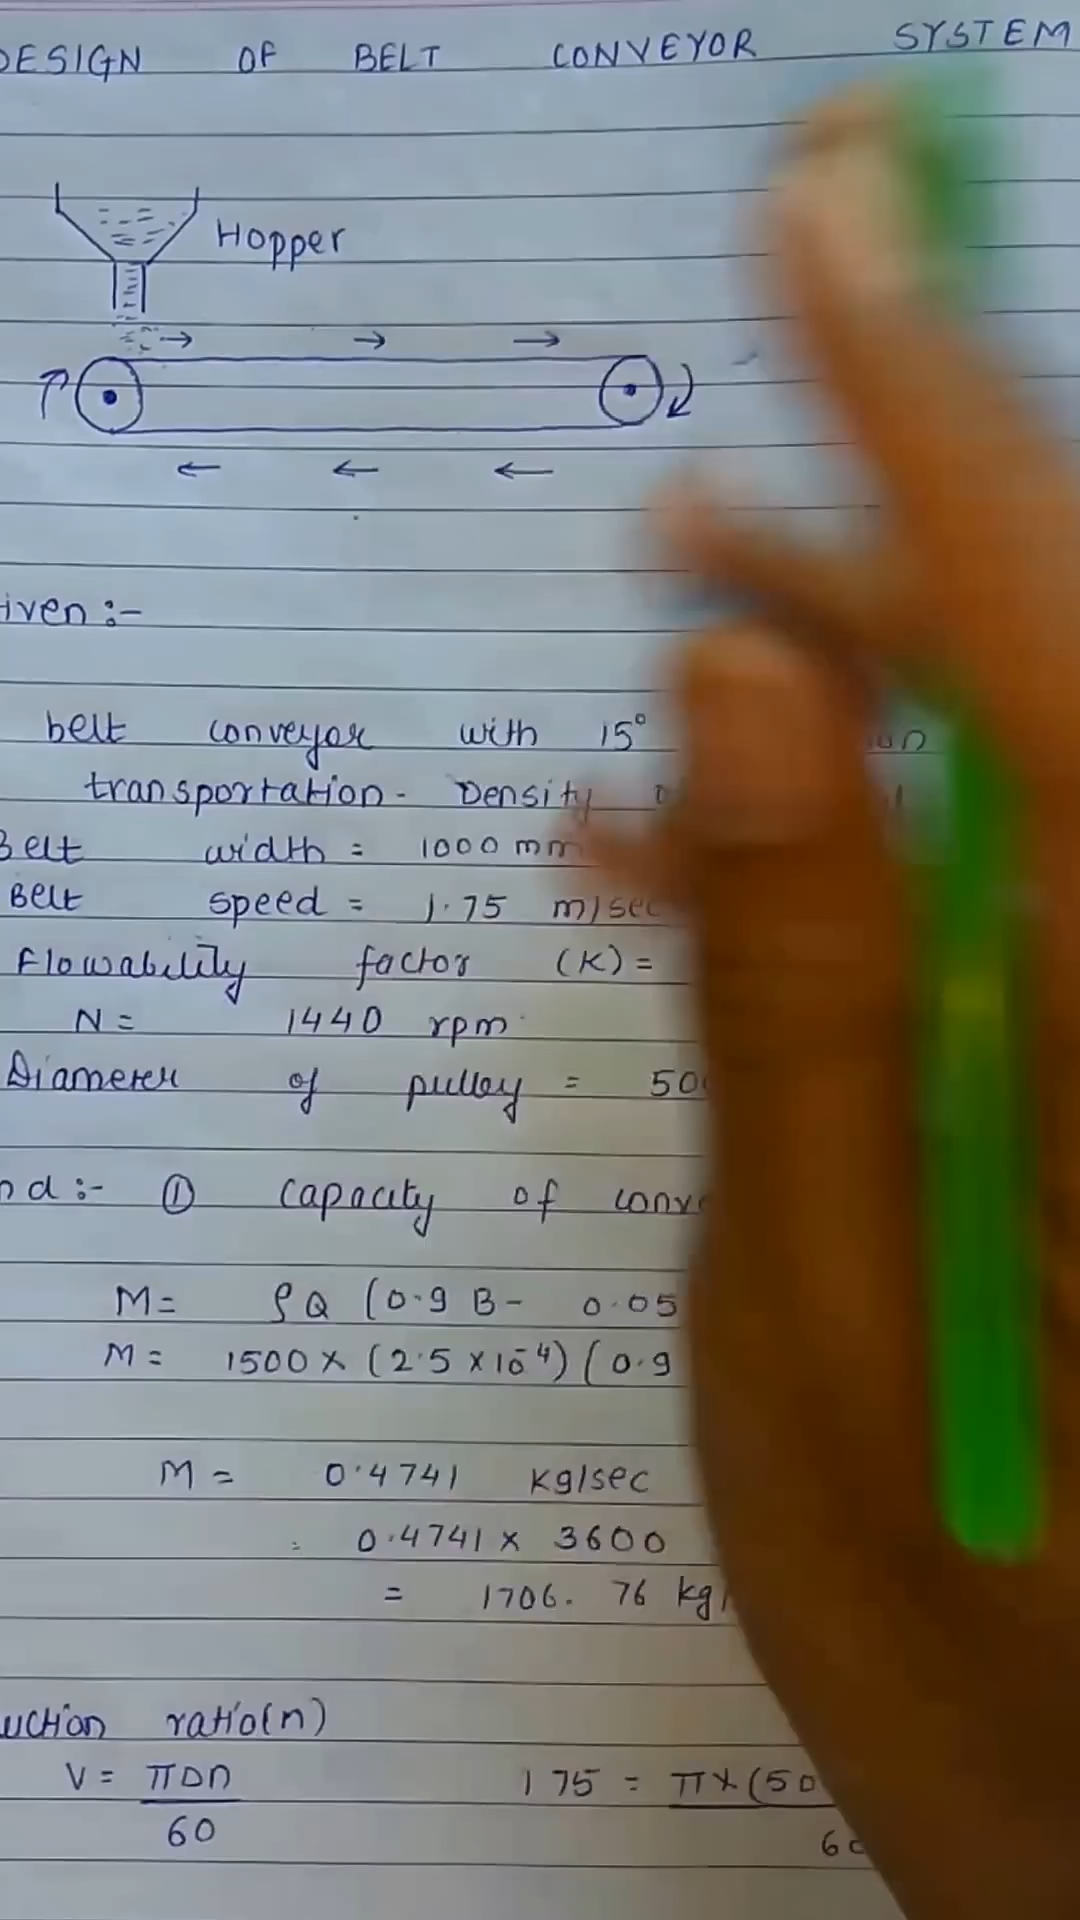 DESIGN OF BELT CONVEYOR SYSTEM
Hopper
iven :-
belt conveyor with 15°
transportation. Density
Belt width = 1000 mm
Belt speed = 1.75 m/sec
Flowability factor (K) =
N = 1440 rpm
Diameter of pulley = 50
nd :- ① capacity of conv
M = ρQ (0.9 B - 0.05
M = 1500 × (2.5 × 10⁻⁴) (0.9
M = 0.4741 kg/sec
= 0.4741 × 3600
= 1706.76 kg/
uction ratio(n)
V = πDn / 60 1.75 = π × (50 / 60